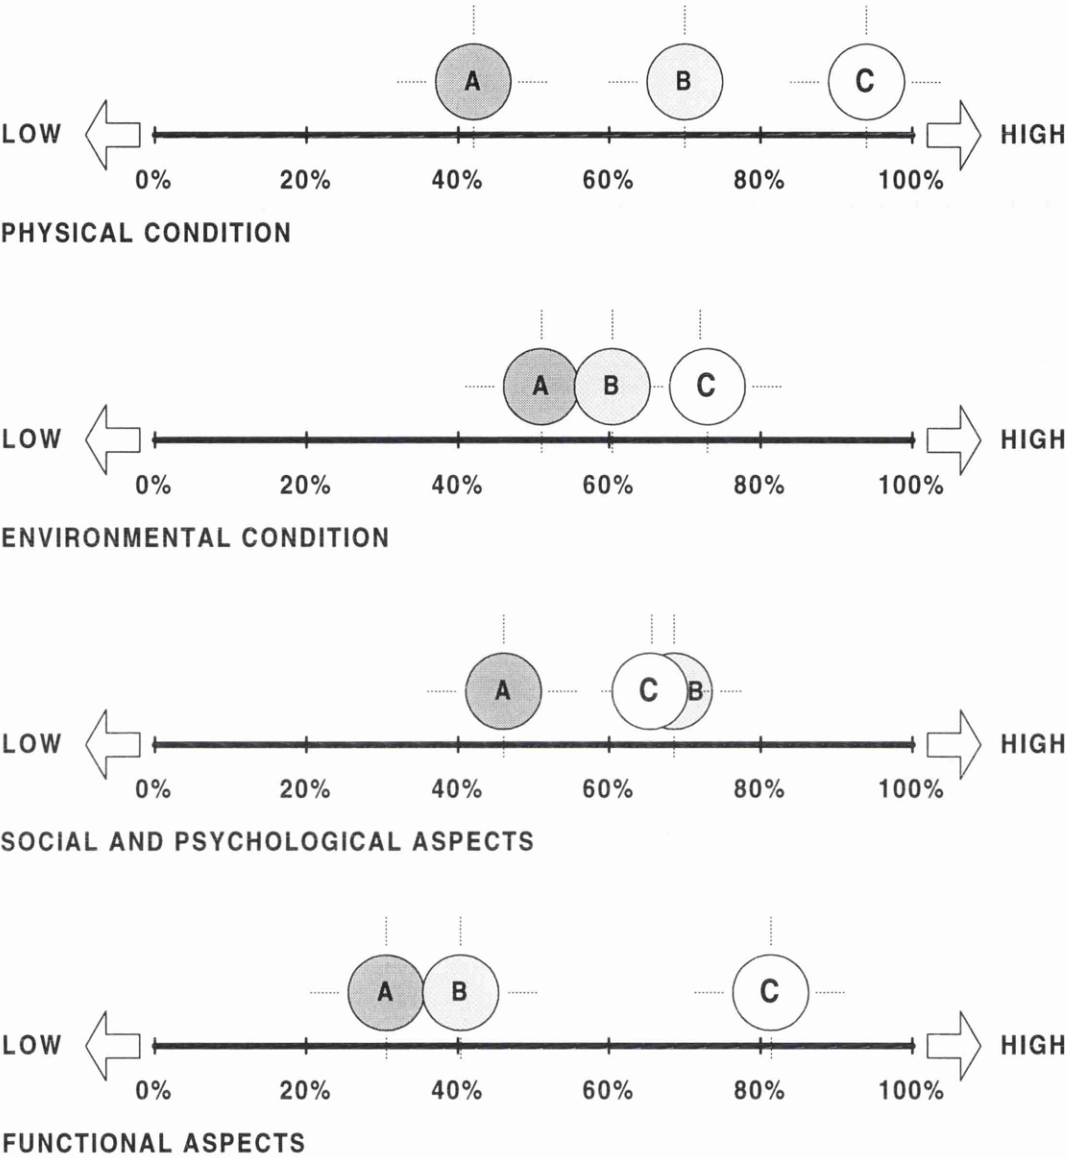 A B C
LOW HIGH
0% 20% 40% 60% 80% 100%
PHYSICAL CONDITION
A B C
LOW HIGH
0% 20% 40% 60% 80% 100%
ENVIRONMENTAL CONDITION
A C B
LOW HIGH
0% 20% 40% 60% 80% 100%
SOCIAL AND PSYCHOLOGICAL ASPECTS
A B C
LOW HIGH
0% 20% 40% 60% 80% 100%
FUNCTIONAL ASPECTS